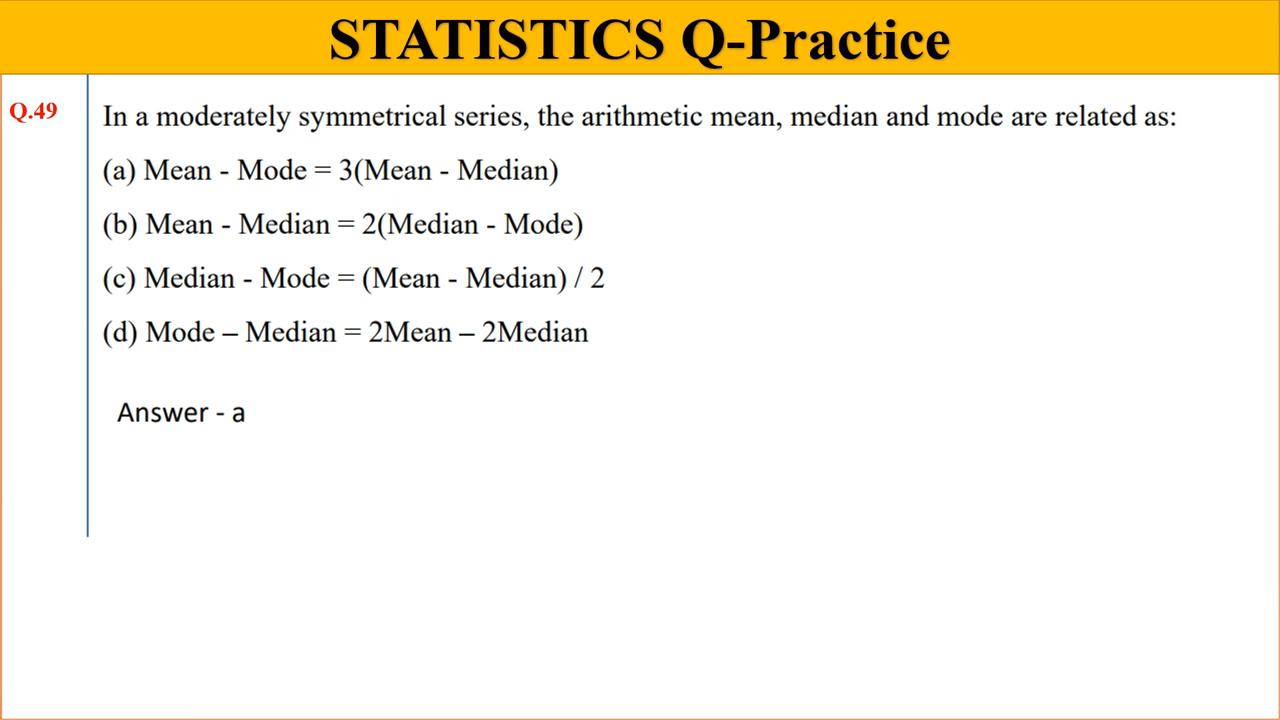 STATISTICS Q-Practice
Q.49
In a moderately symmetrical series, the arithmetic mean, median and mode are related as:
(a) Mean - Mode = 3(Mean - Median)
(b) Mean - Median = 2(Median - Mode)
(c) Median - Mode = (Mean - Median) / 2
(d) Mode – Median = 2Mean – 2Median
Answer - a